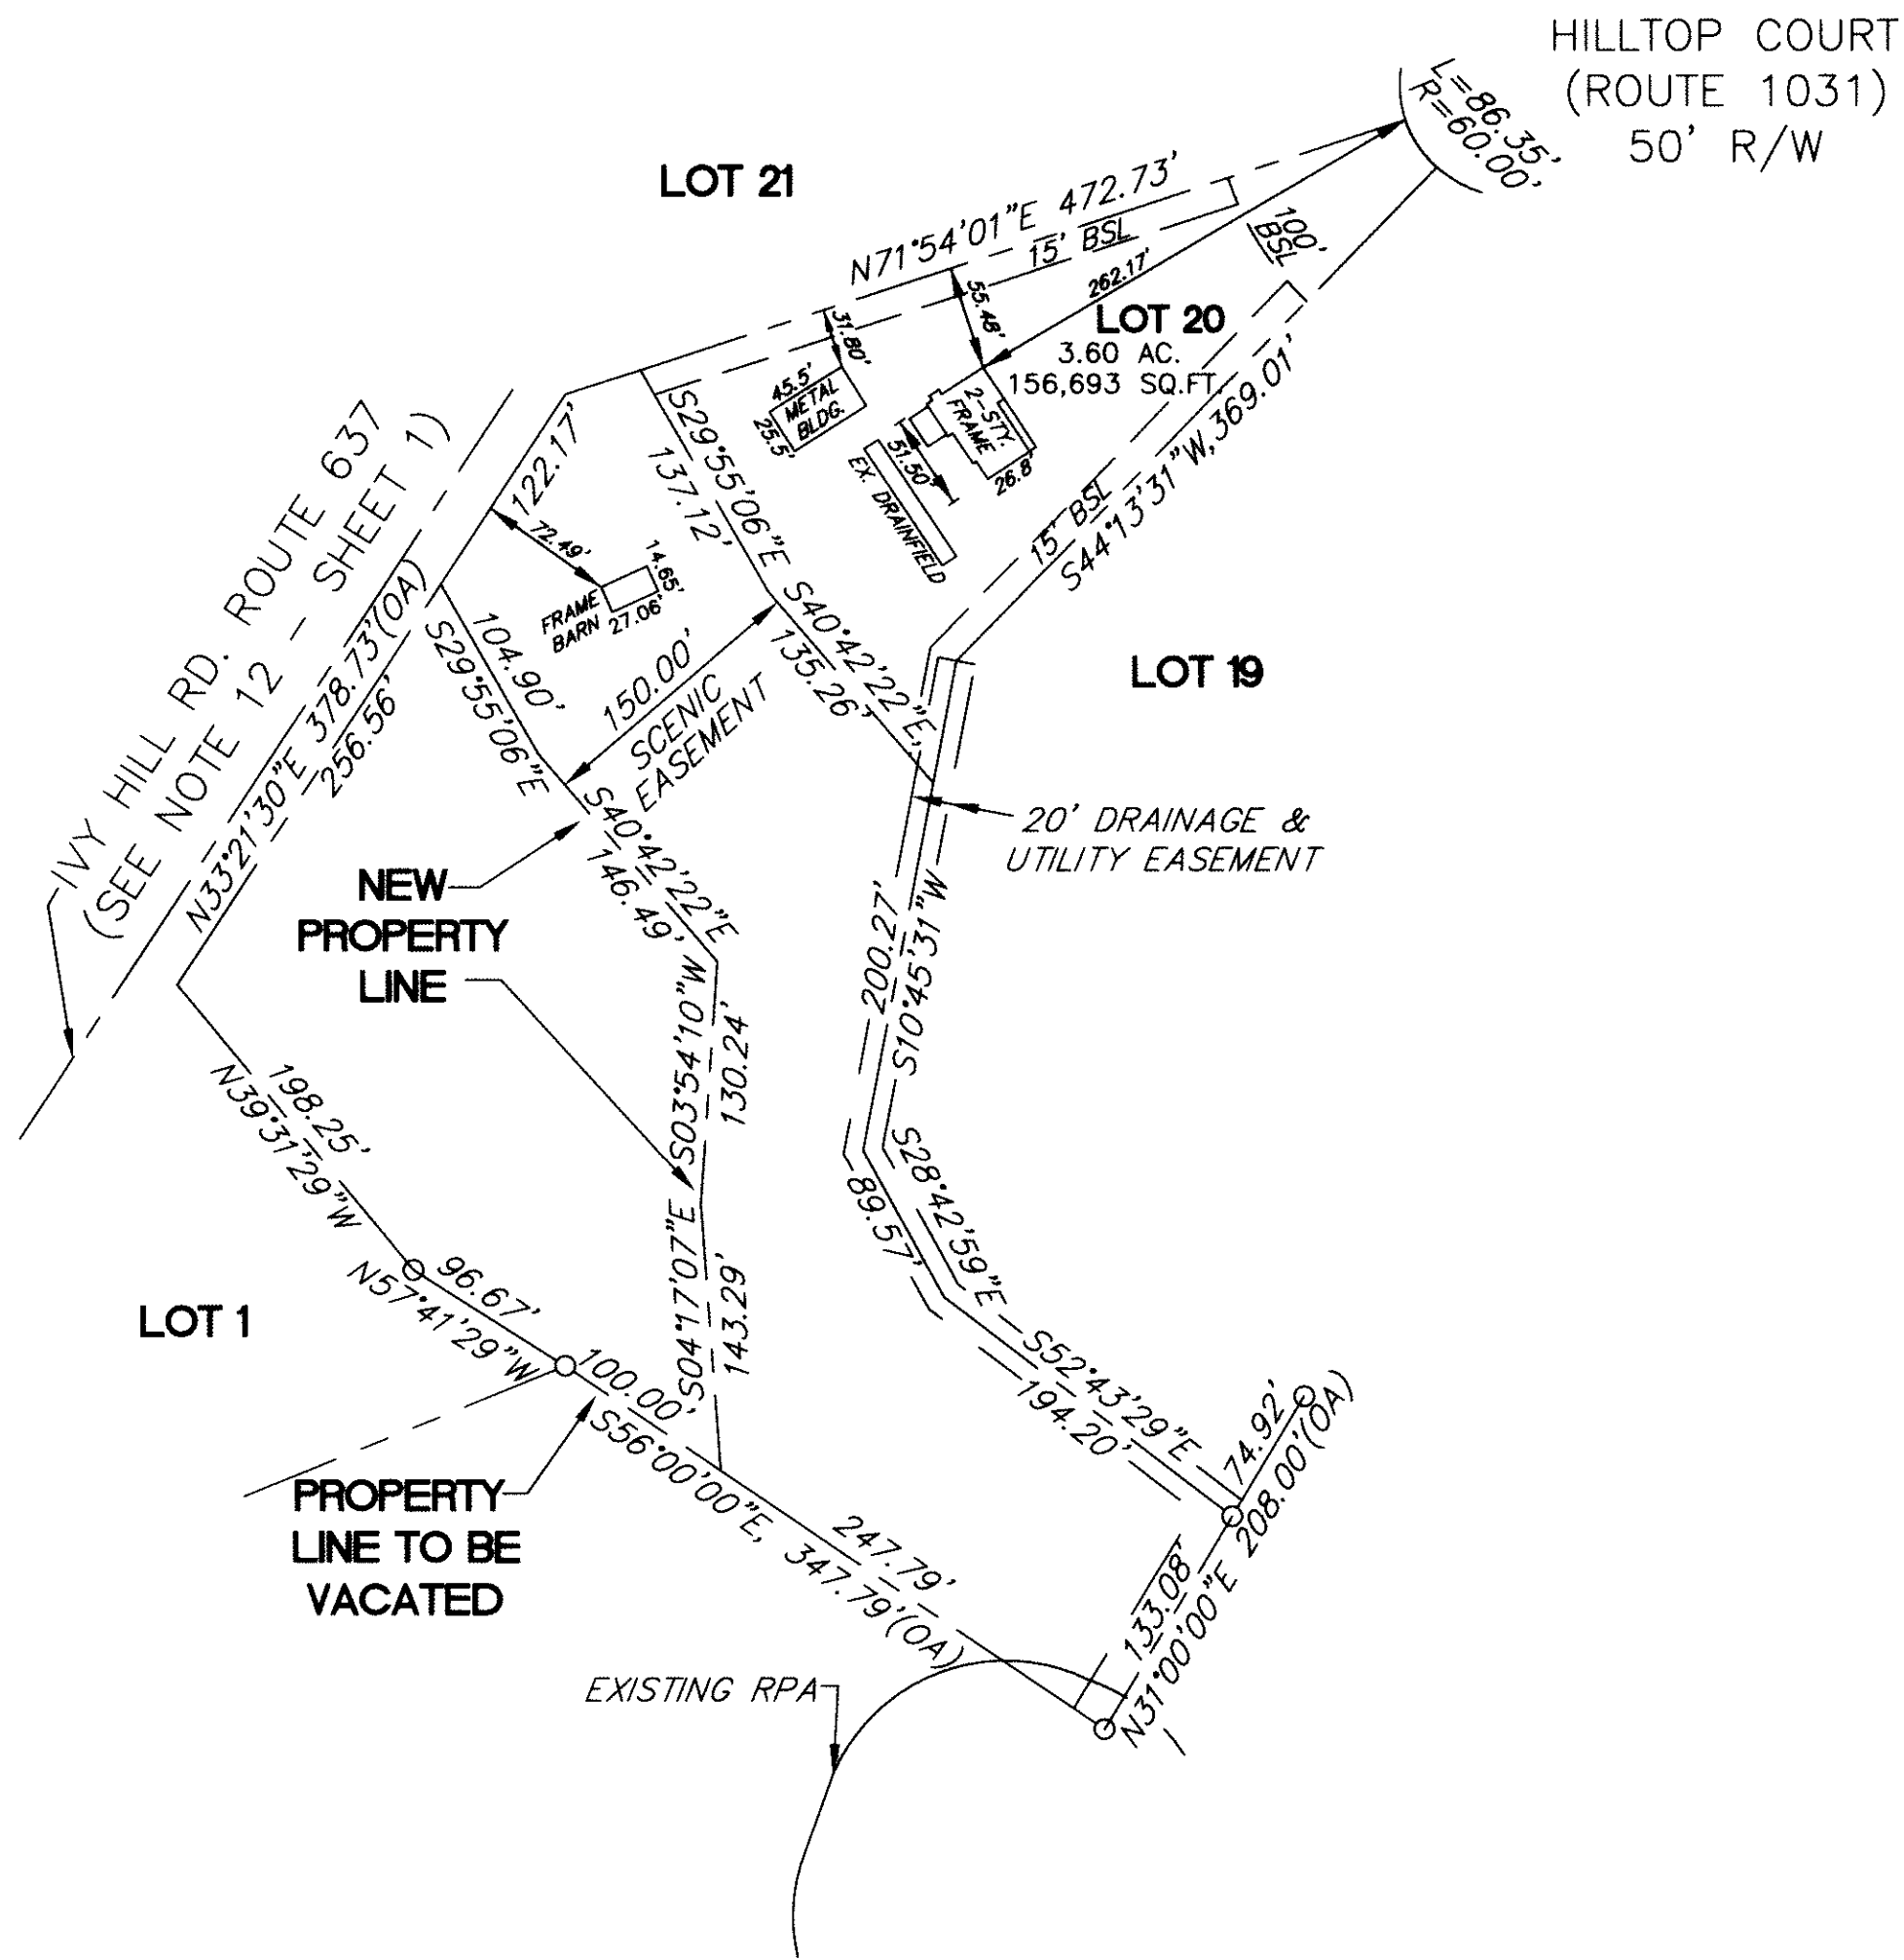 HILLTOP COURT
(ROUTE 1031)
50' R/W
L=86.35'
R=60.00'
LOT 21
N71°54'01"E 472.73'
15' BSL
100'
BSL
262.17'
55.48'
31.80'
LOT 20
3.60 AC.
156,693 SQ.FT.
45.5'
METAL
BLDG.
25.5'
2-STY.
FRAME
51.50'
26.8'
EX. DRAINFIELD
15' BSL
S44°13'31"W, 369.01'
IVY HILL RD. ROUTE 637
(SEE NOTE 12 - SHEET 1)
122.17'
S29°55'06"E
137.12'
72.49'
FRAME
BARN
14.65'
27.06'
N33°21'30"E 378.73'(OA)
256.56'
104.90'
S29°55'06"E
150.00'
SCENIC
EASEMENT
S40°42'22"E,
135.26'
LOT 19
20' DRAINAGE &
UTILITY EASEMENT
S40°42'22"E
146.49'
NEW
PROPERTY
LINE
200.27'
S10°45'31"W
S03°54'10"W
130.24'
198.25'
N39°31'29"W
S28°42'59"E
89.57'
S04°17'07"E
143.29'
96.67'
N57°41'29"W
LOT 1
100.00'
S56°00'00"E, 347.79'(OA)
S52°43'29"E
194.20'
74.92'
N31°00'00"E 208.00'(OA)
133.08'
PROPERTY
LINE TO BE
VACATED
247.79'
EXISTING RPA